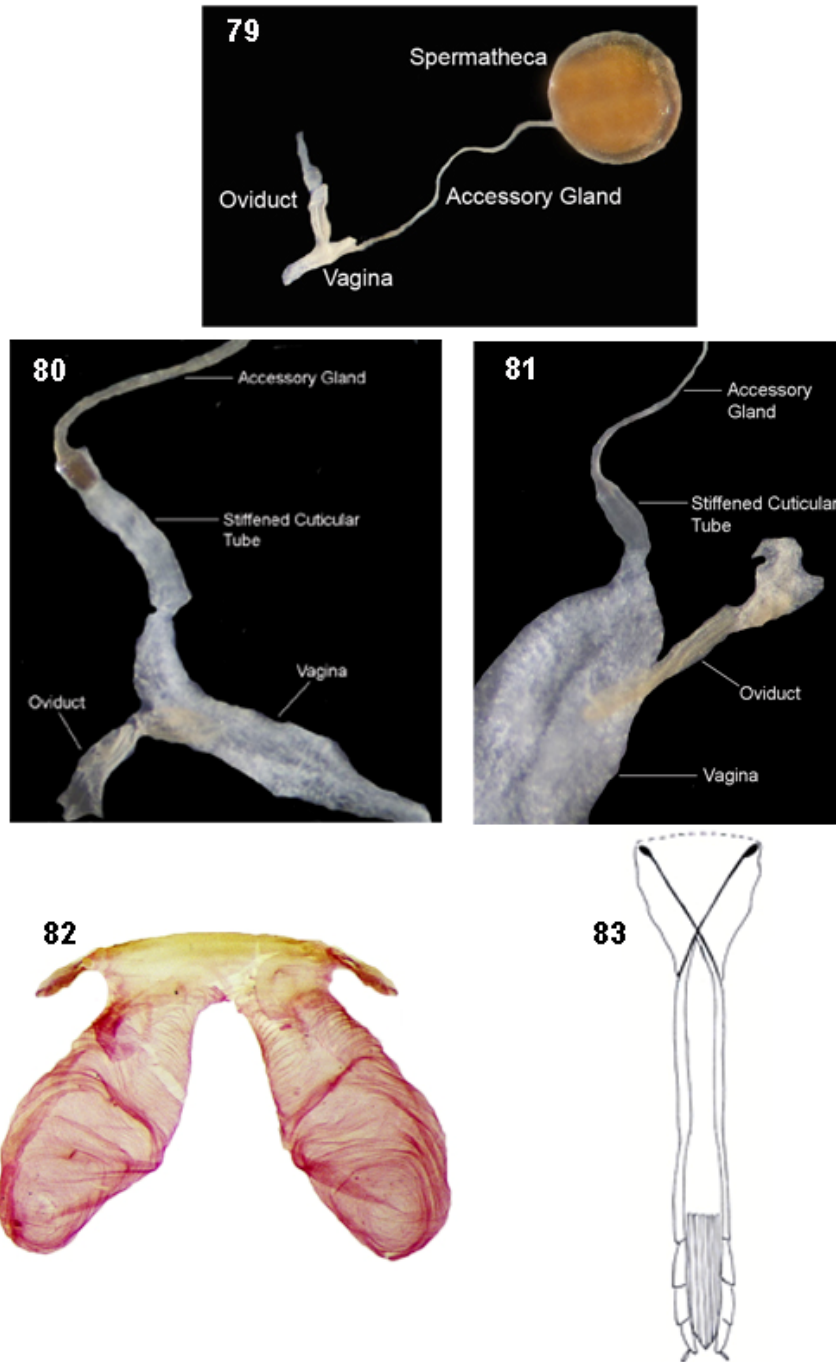 79
Spermatheca
Oviduct
Accessory Gland
Vagina
80
Accessory Gland
Stiffened Cuticular
Tube
Vagina
Oviduct
81
Accessory
Gland
Stiffened Cuticular
Tube
Oviduct
Vagina
82
83